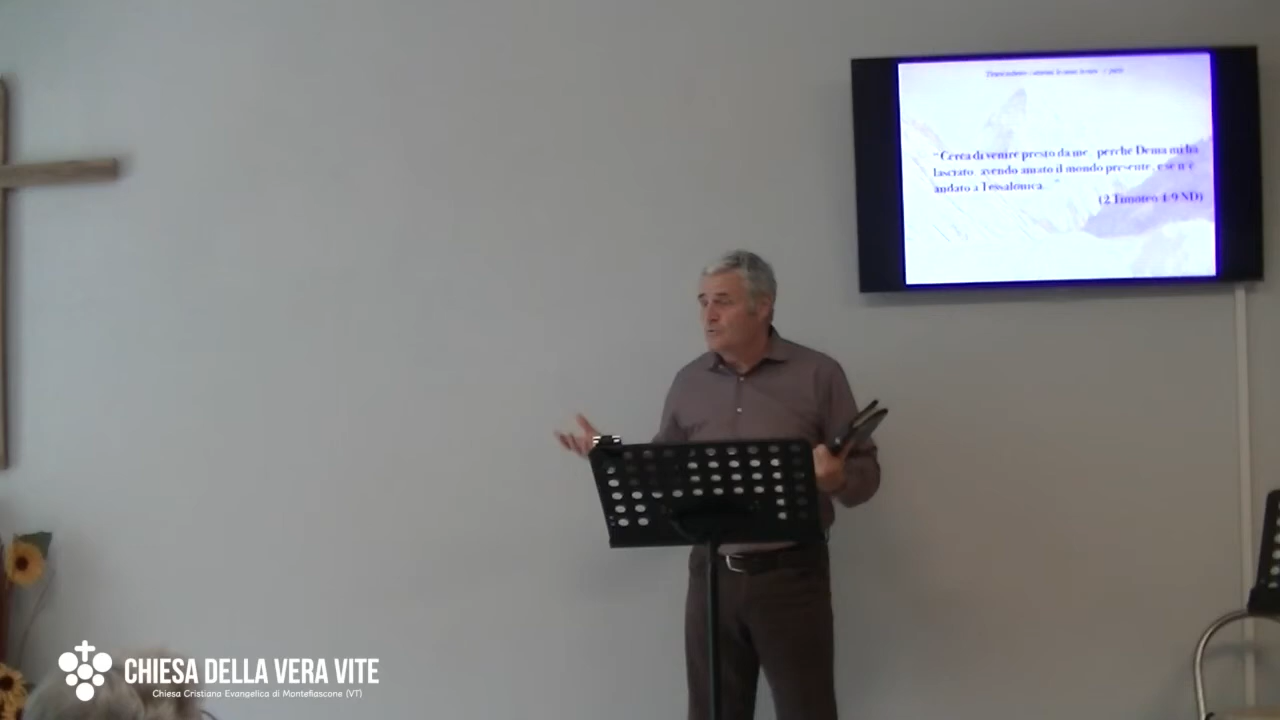 “Cerca di venire presto da me, perché Dema mi ha
lasciato, avendo amato il mondo presente, e se n'è
andato a Tessalonica.
(2 Timoteo 4:9 ND)
CHIESA DELLA VERA VITE
Chiesa Cristiana Evangelica di Montefiascone (VT)